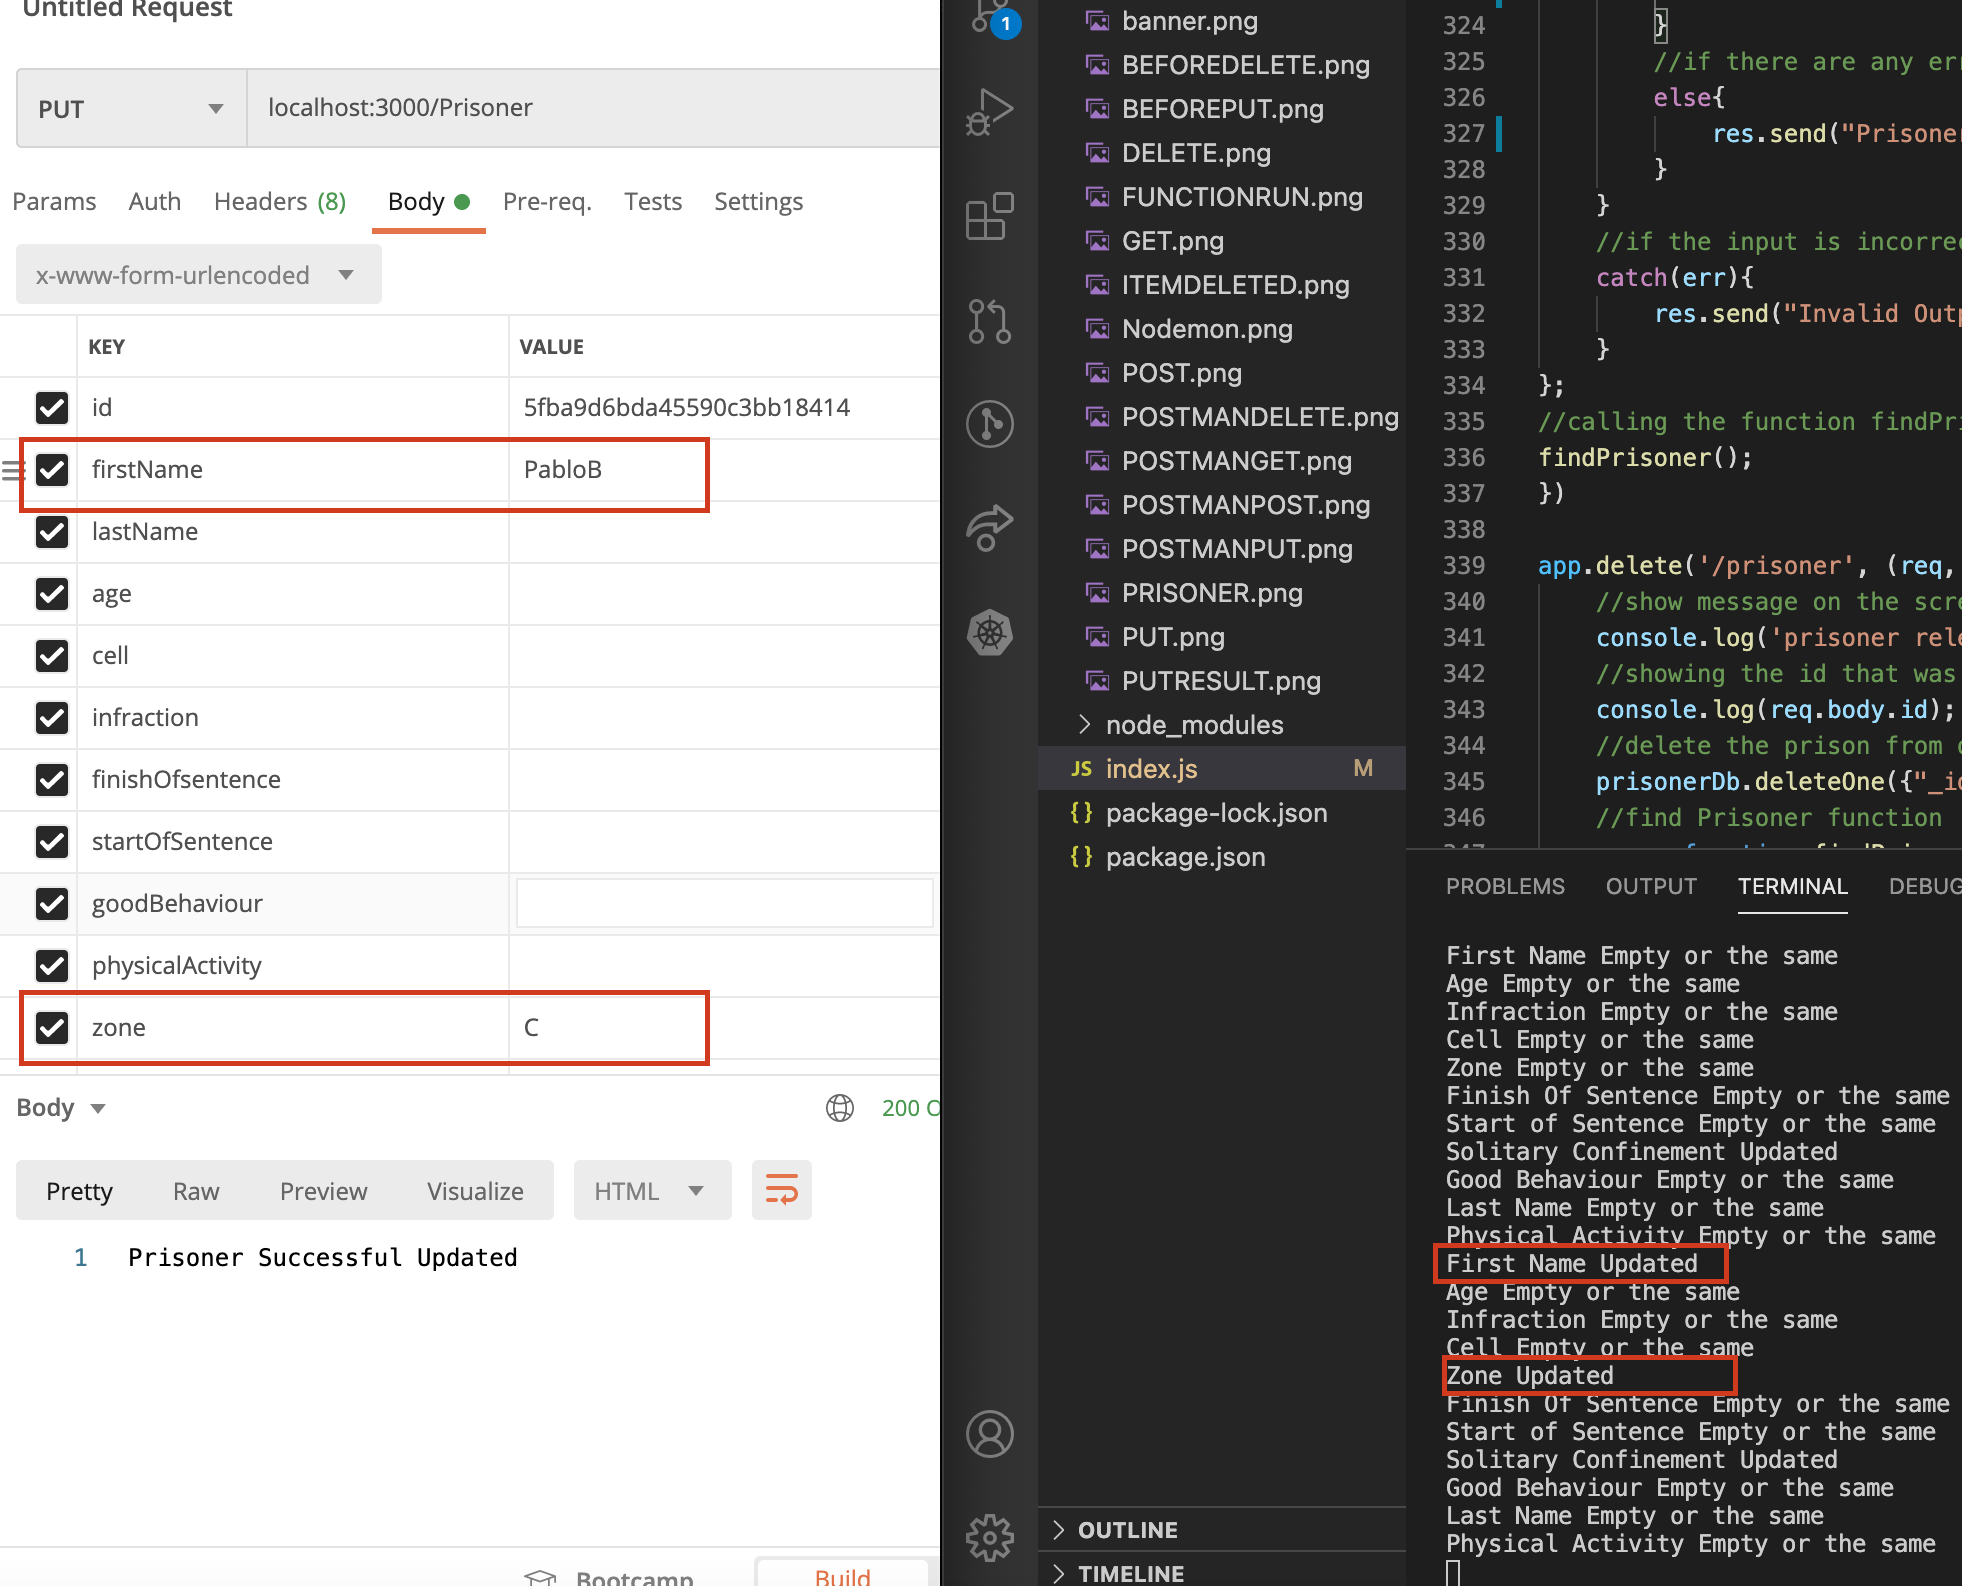 Untitled Request
PUT
localhost:3000/Prisoner
Params Auth Headers (8) Body Pre-req. Tests Settings
x-www-form-urlencoded
KEY VALUE
id 5fba9d6bda45590c3bb18414
firstName PabloB
lastName
age
cell
infraction
finishOfsentence
startOfSentence
goodBehaviour
physicalActivity
zone C
Body 200 O
Pretty Raw Preview Visualize HTML
1 Prisoner Successful Updated
Bootcamp Build
1
banner.png
BEFOREDELETE.png
BEFOREPUT.png
DELETE.png
FUNCTIONRUN.png
GET.png
ITEMDELETED.png
Nodemon.png
POST.png
POSTMANDELETE.png
POSTMANGET.png
POSTMANPOST.png
POSTMANPUT.png
PRISONER.png
PUT.png
PUTRESULT.png
node_modules
JS index.js M
{} package-lock.json
{} package.json
OUTLINE
TIMELINE
324 }
325 //if there are any er
326 else{
327 res.send("Prisone
328 }
329 }
330 //if the input is incorre
331 catch(err){
332 res.send("Invalid Out
333 }
334 };
335 //calling the function findPr
336 findPrisoner();
337 })
338
339 app.delete('/prisoner', (req,
340 //show message on the scre
341 console.log('prisoner rel
342 //showing the id that was
343 console.log(req.body.id);
344 //delete the prison from
345 prisonerDb.deleteOne({"_i
346 //find Prisoner function
PROBLEMS OUTPUT TERMINAL DEBUG
First Name Empty or the same
Age Empty or the same
Infraction Empty or the same
Cell Empty or the same
Zone Empty or the same
Finish Of Sentence Empty or the same
Start of Sentence Empty or the same
Solitary Confinement Updated
Good Behaviour Empty or the same
Last Name Empty or the same
Physical Activity Empty or the same
First Name Updated
Age Empty or the same
Infraction Empty or the same
Cell Empty or the same
Zone Updated
Finish Of Sentence Empty or the same
Start of Sentence Empty or the same
Solitary Confinement Updated
Good Behaviour Empty or the same
Last Name Empty or the same
Physical Activity Empty or the same